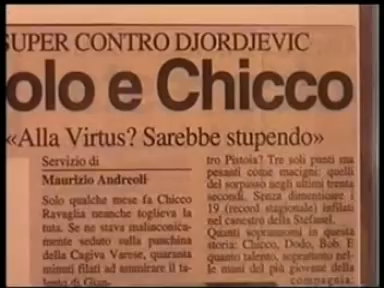 SUPER CONTRO DJORDJEVIC
olo e Chicco
«Alla Virtus? Sarebbe stupendo»
Servizio di
Maurizio Andreoli
Solo qualche mese fa Chicco
Ravaglia neanche toglieva la
tuta. Se ne stava malinconica-
mente seduto sulla panchina
della Cagiva Varese, quaranta
minuti filati ad ammirare il ta-
lento di Gian-
tro Pistoia? Tre soli punti ma
pesanti come macigni: quelli
del sorpasso negli ultimi trenta
secondi. Senza dimenticare i
19 (record stagionale) infilati
nel canestro della Stefanel.
Quanti soprannomi in questa
storia: Chicco, Dodo, Bob. E
quanto talento, soprattutto nel-
le mani del più giovane della
compagnia: